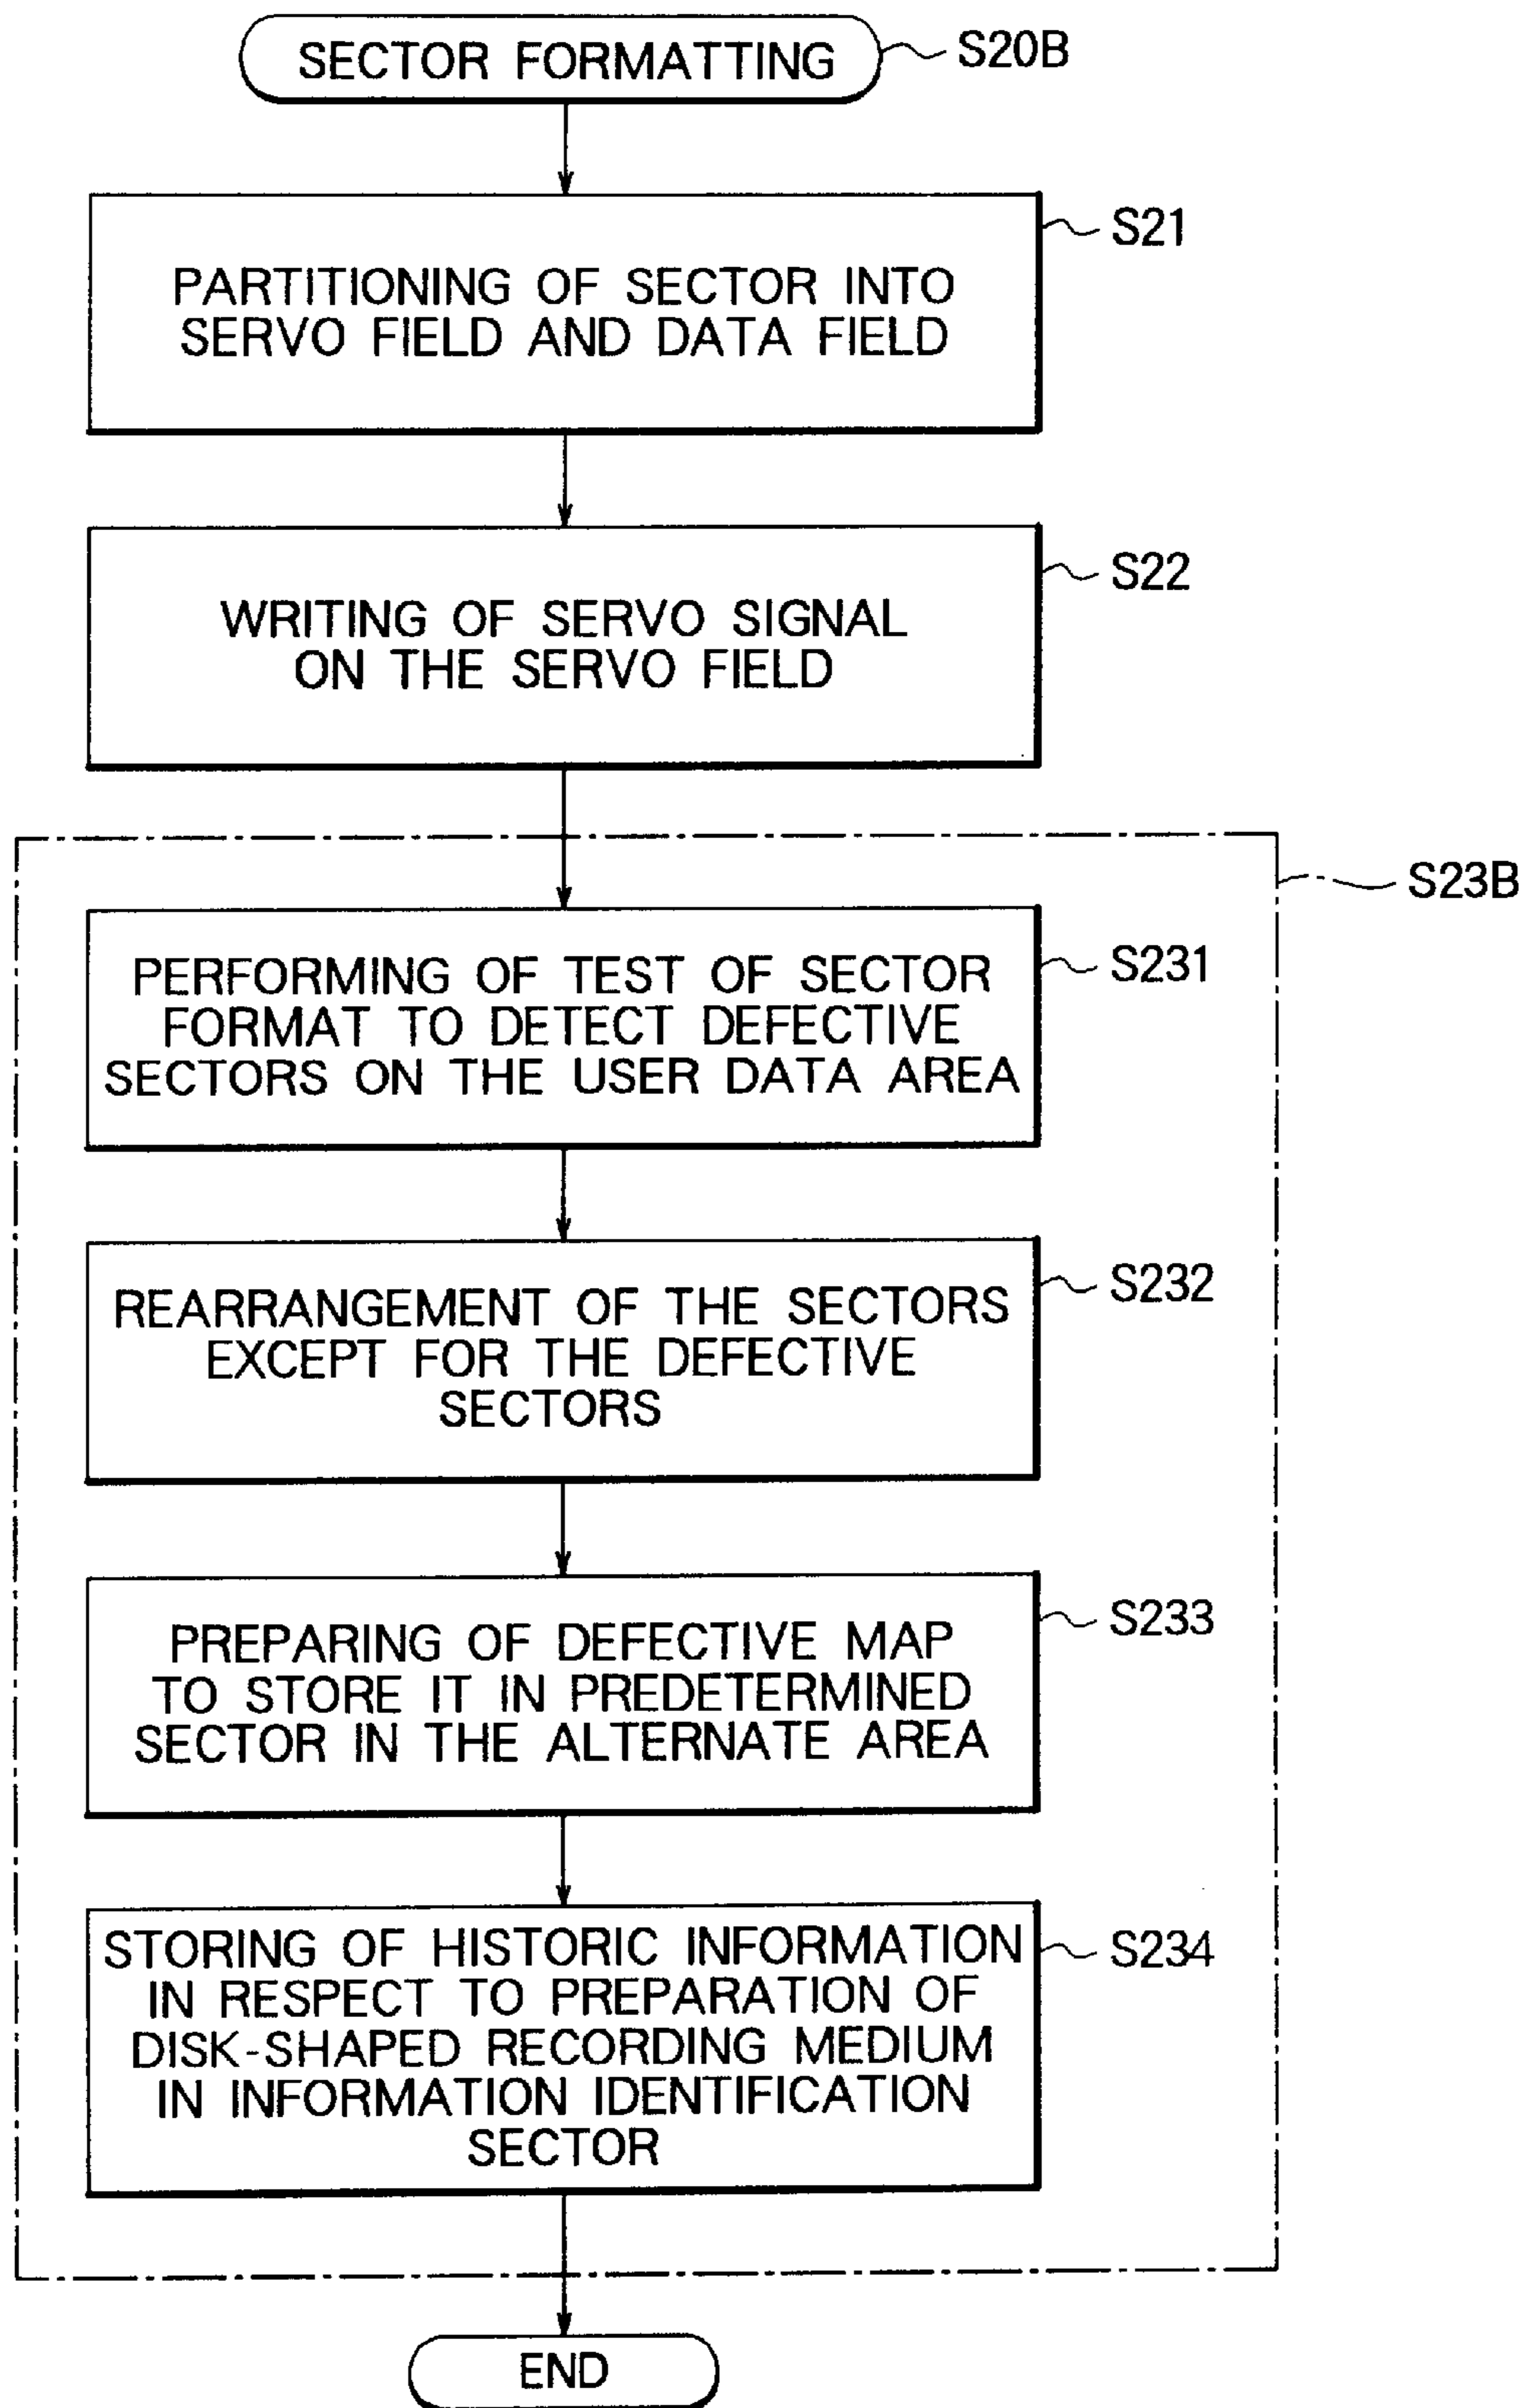 SECTOR FORMATTING
S20B
S21
PARTITIONING OF SECTOR INTO
SERVO FIELD AND DATA FIELD
S22
WRITING OF SERVO SIGNAL
ON THE SERVO FIELD
S23B
S231
PERFORMING OF TEST OF SECTOR
FORMAT TO DETECT DEFECTIVE
SECTORS ON THE USER DATA AREA
S232
REARRANGEMENT OF THE SECTORS
EXCEPT FOR THE DEFECTIVE
SECTORS
S233
PREPARING OF DEFECTIVE MAP
TO STORE IT IN PREDETERMINED
SECTOR IN THE ALTERNATE AREA
S234
STORING OF HISTORIC INFORMATION
IN RESPECT TO PREPARATION OF
DISK-SHAPED RECORDING MEDIUM
IN INFORMATION IDENTIFICATION
SECTOR
END